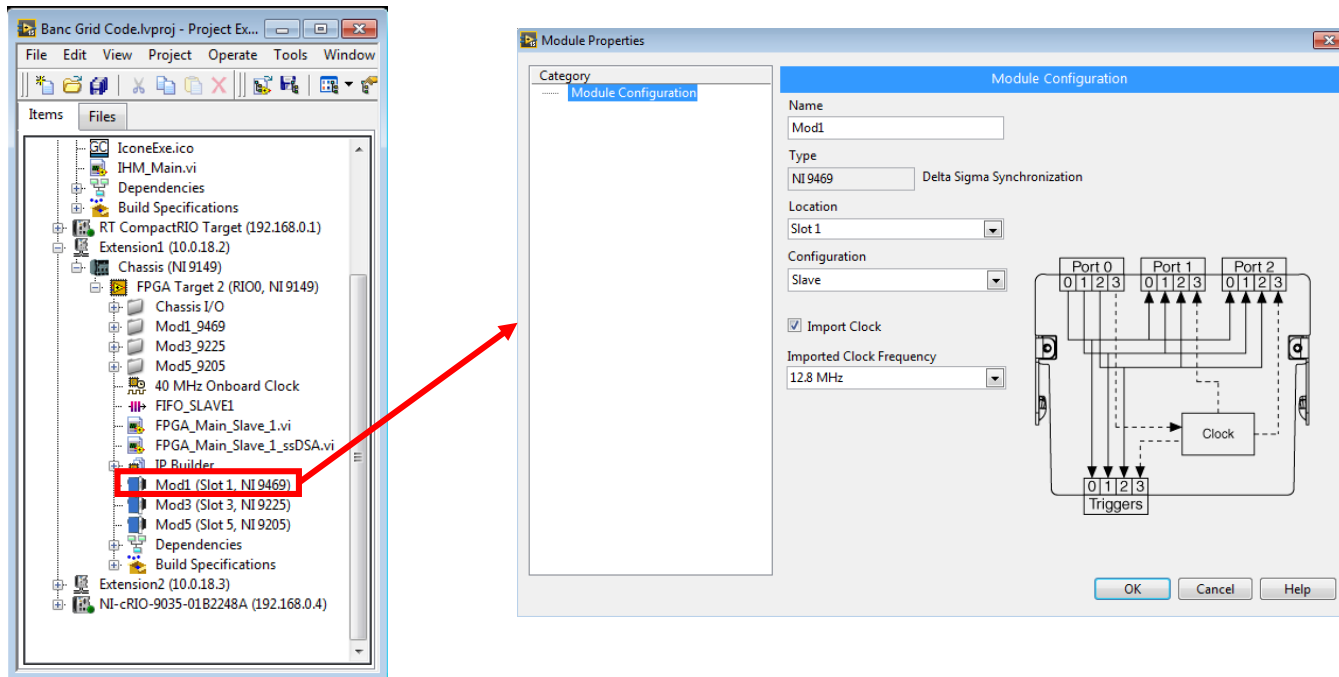 Banc Grid Code.lvproj - Project Ex...
File Edit View Project Operate Tools Window
Items Files
GC IconeExe.ico
IHM_Main.vi
Dependencies
Build Specifications
RT CompactRIO Target (192.168.0.1)
Extension1 (10.0.18.2)
Chassis (NI 9149)
FPGA Target 2 (RIO0, NI 9149)
Chassis I/O
Mod1_9469
Mod3_9225
Mod5_9205
40 MHz Onboard Clock
FIFO_SLAVE1
FPGA_Main_Slave_1.vi
FPGA_Main_Slave_1_ssDSA.vi
IP Builder
Mod1 (Slot 1, NI 9469)
Mod3 (Slot 3, NI 9225)
Mod5 (Slot 5, NI 9205)
Dependencies
Build Specifications
Extension2 (10.0.18.3)
NI-cRIO-9035-01B2248A (192.168.0.4)
Module Properties
Category
Module Configuration
Module Configuration
Name
Mod1
Type
NI 9469 Delta Sigma Synchronization
Location
Slot 1
Configuration
Slave
Import Clock
Imported Clock Frequency
12.8 MHz
Port 0 Port 1 Port 2
0 1 2 3 0 1 2 3 0 1 2 3
Clock
0 1 2 3
Triggers
OK Cancel Help